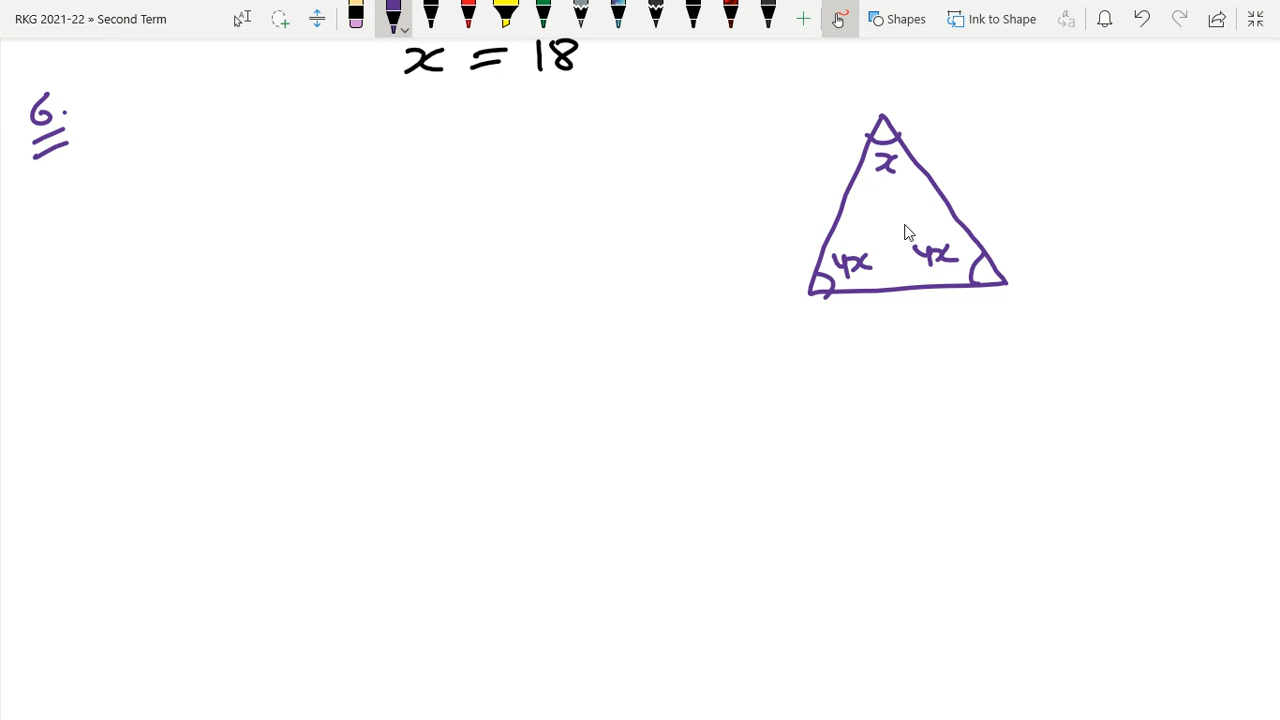 RKG 2021-22 » Second Term
Shapes
Ink to Shape
x = 18
6.
x
4x 4x